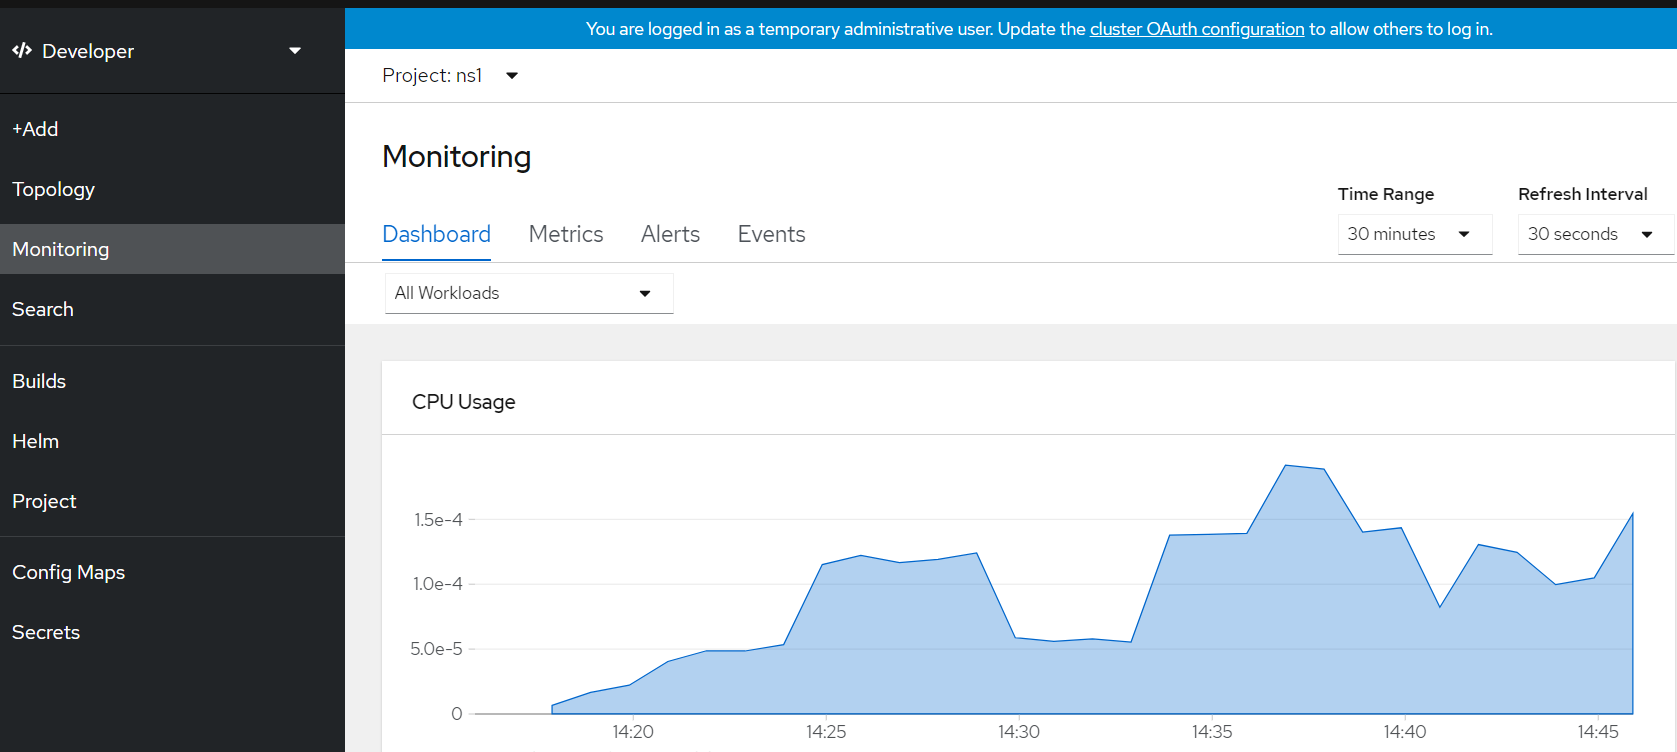 Developer
You are logged in as a temporary administrative user. Update the cluster OAuth configuration to allow others to log in.
Project: ns1
+Add
Topology
Monitoring
Search
Builds
Helm
Project
Config Maps
Secrets
Monitoring
Time Range
Refresh Interval
Dashboard
Metrics
Alerts
Events
30 minutes
30 seconds
All Workloads
CPU Usage
1.5e-4
1.0e-4
5.0e-5
0
14:20
14:25
14:30
14:35
14:40
14:45